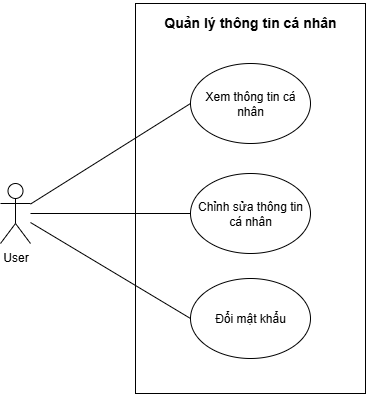 Quản lý thông tin cá nhân
Xem thông tin cá
nhân
Chỉnh sửa thông tin
cá nhân
User
Đổi mật khẩu